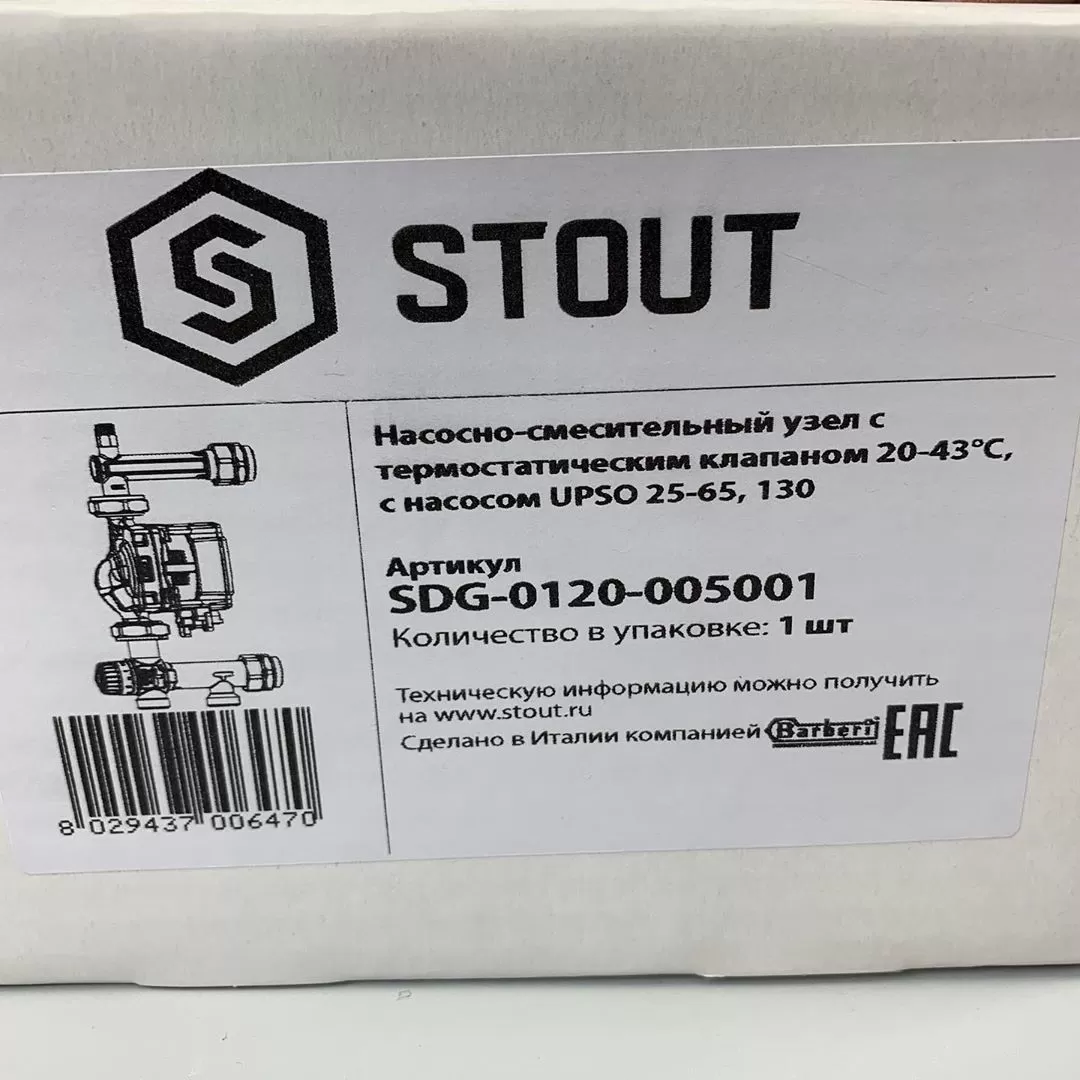 STOUT
Насосно-смесительный узел с
термостатическим клапаном 20-43°C,
с насосом UPSO 25-65, 130
Артикул
SDG-0120-005001
Количество в упаковке: 1 шт
Техническую информацию можно получить
на www.stout.ru
Сделано в Италии компанией Barberi EAC
8 029437 006470